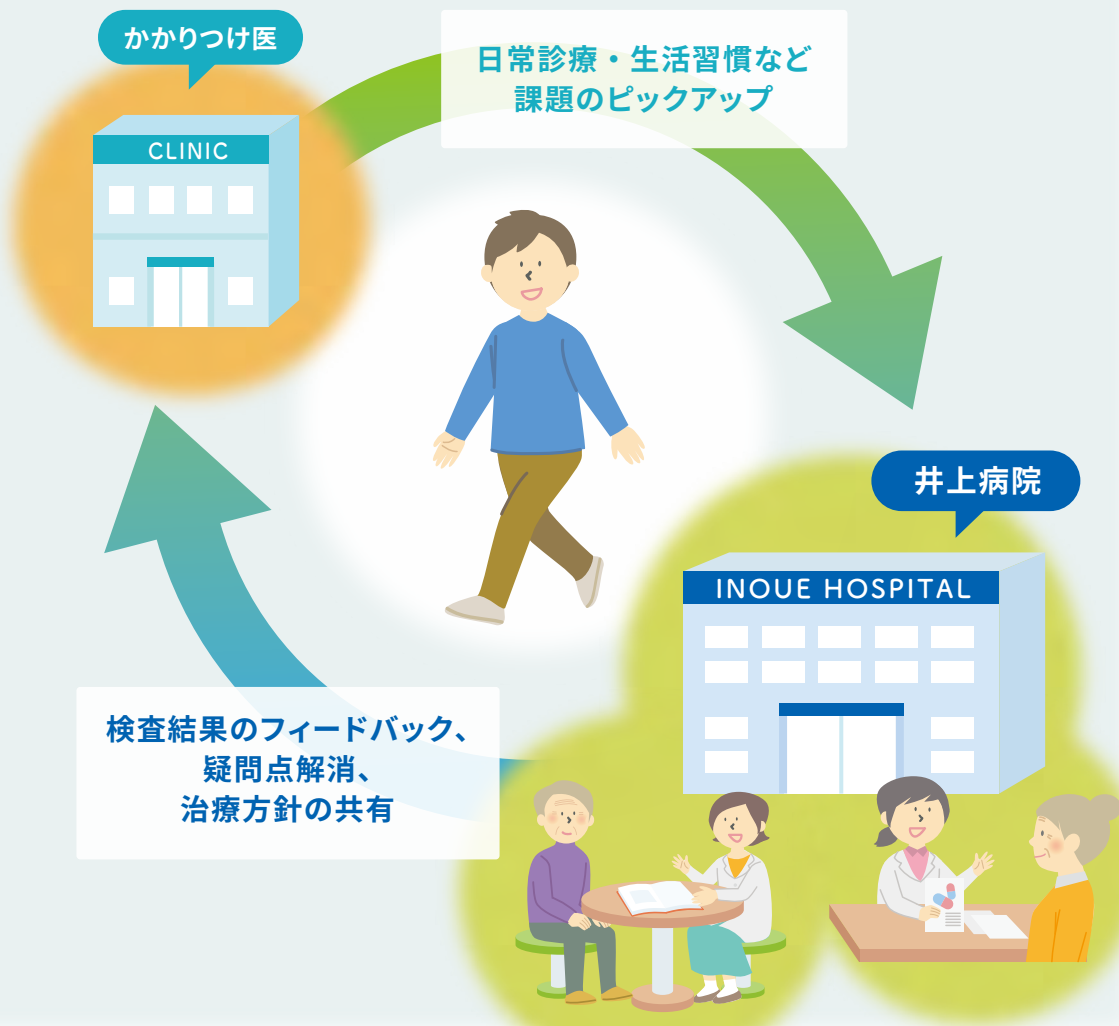 かかりつけ医
CLINIC
日常診療・生活習慣など
課題のピックアップ
井上病院
INOUE HOSPITAL
検査結果のフィードバック、
疑問点解消、
治療方針の共有